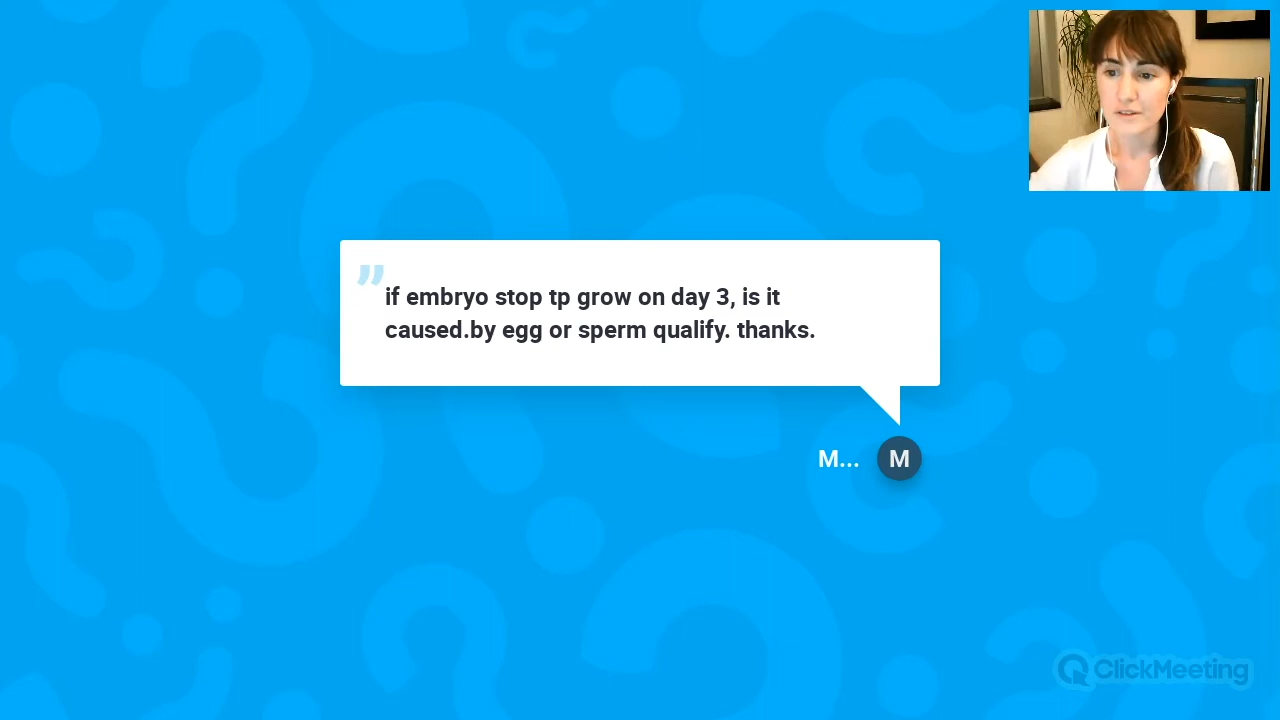 if embryo stop tp grow on day 3, is it
caused.by egg or sperm qualify. thanks.
M...
M
ClickMeeting